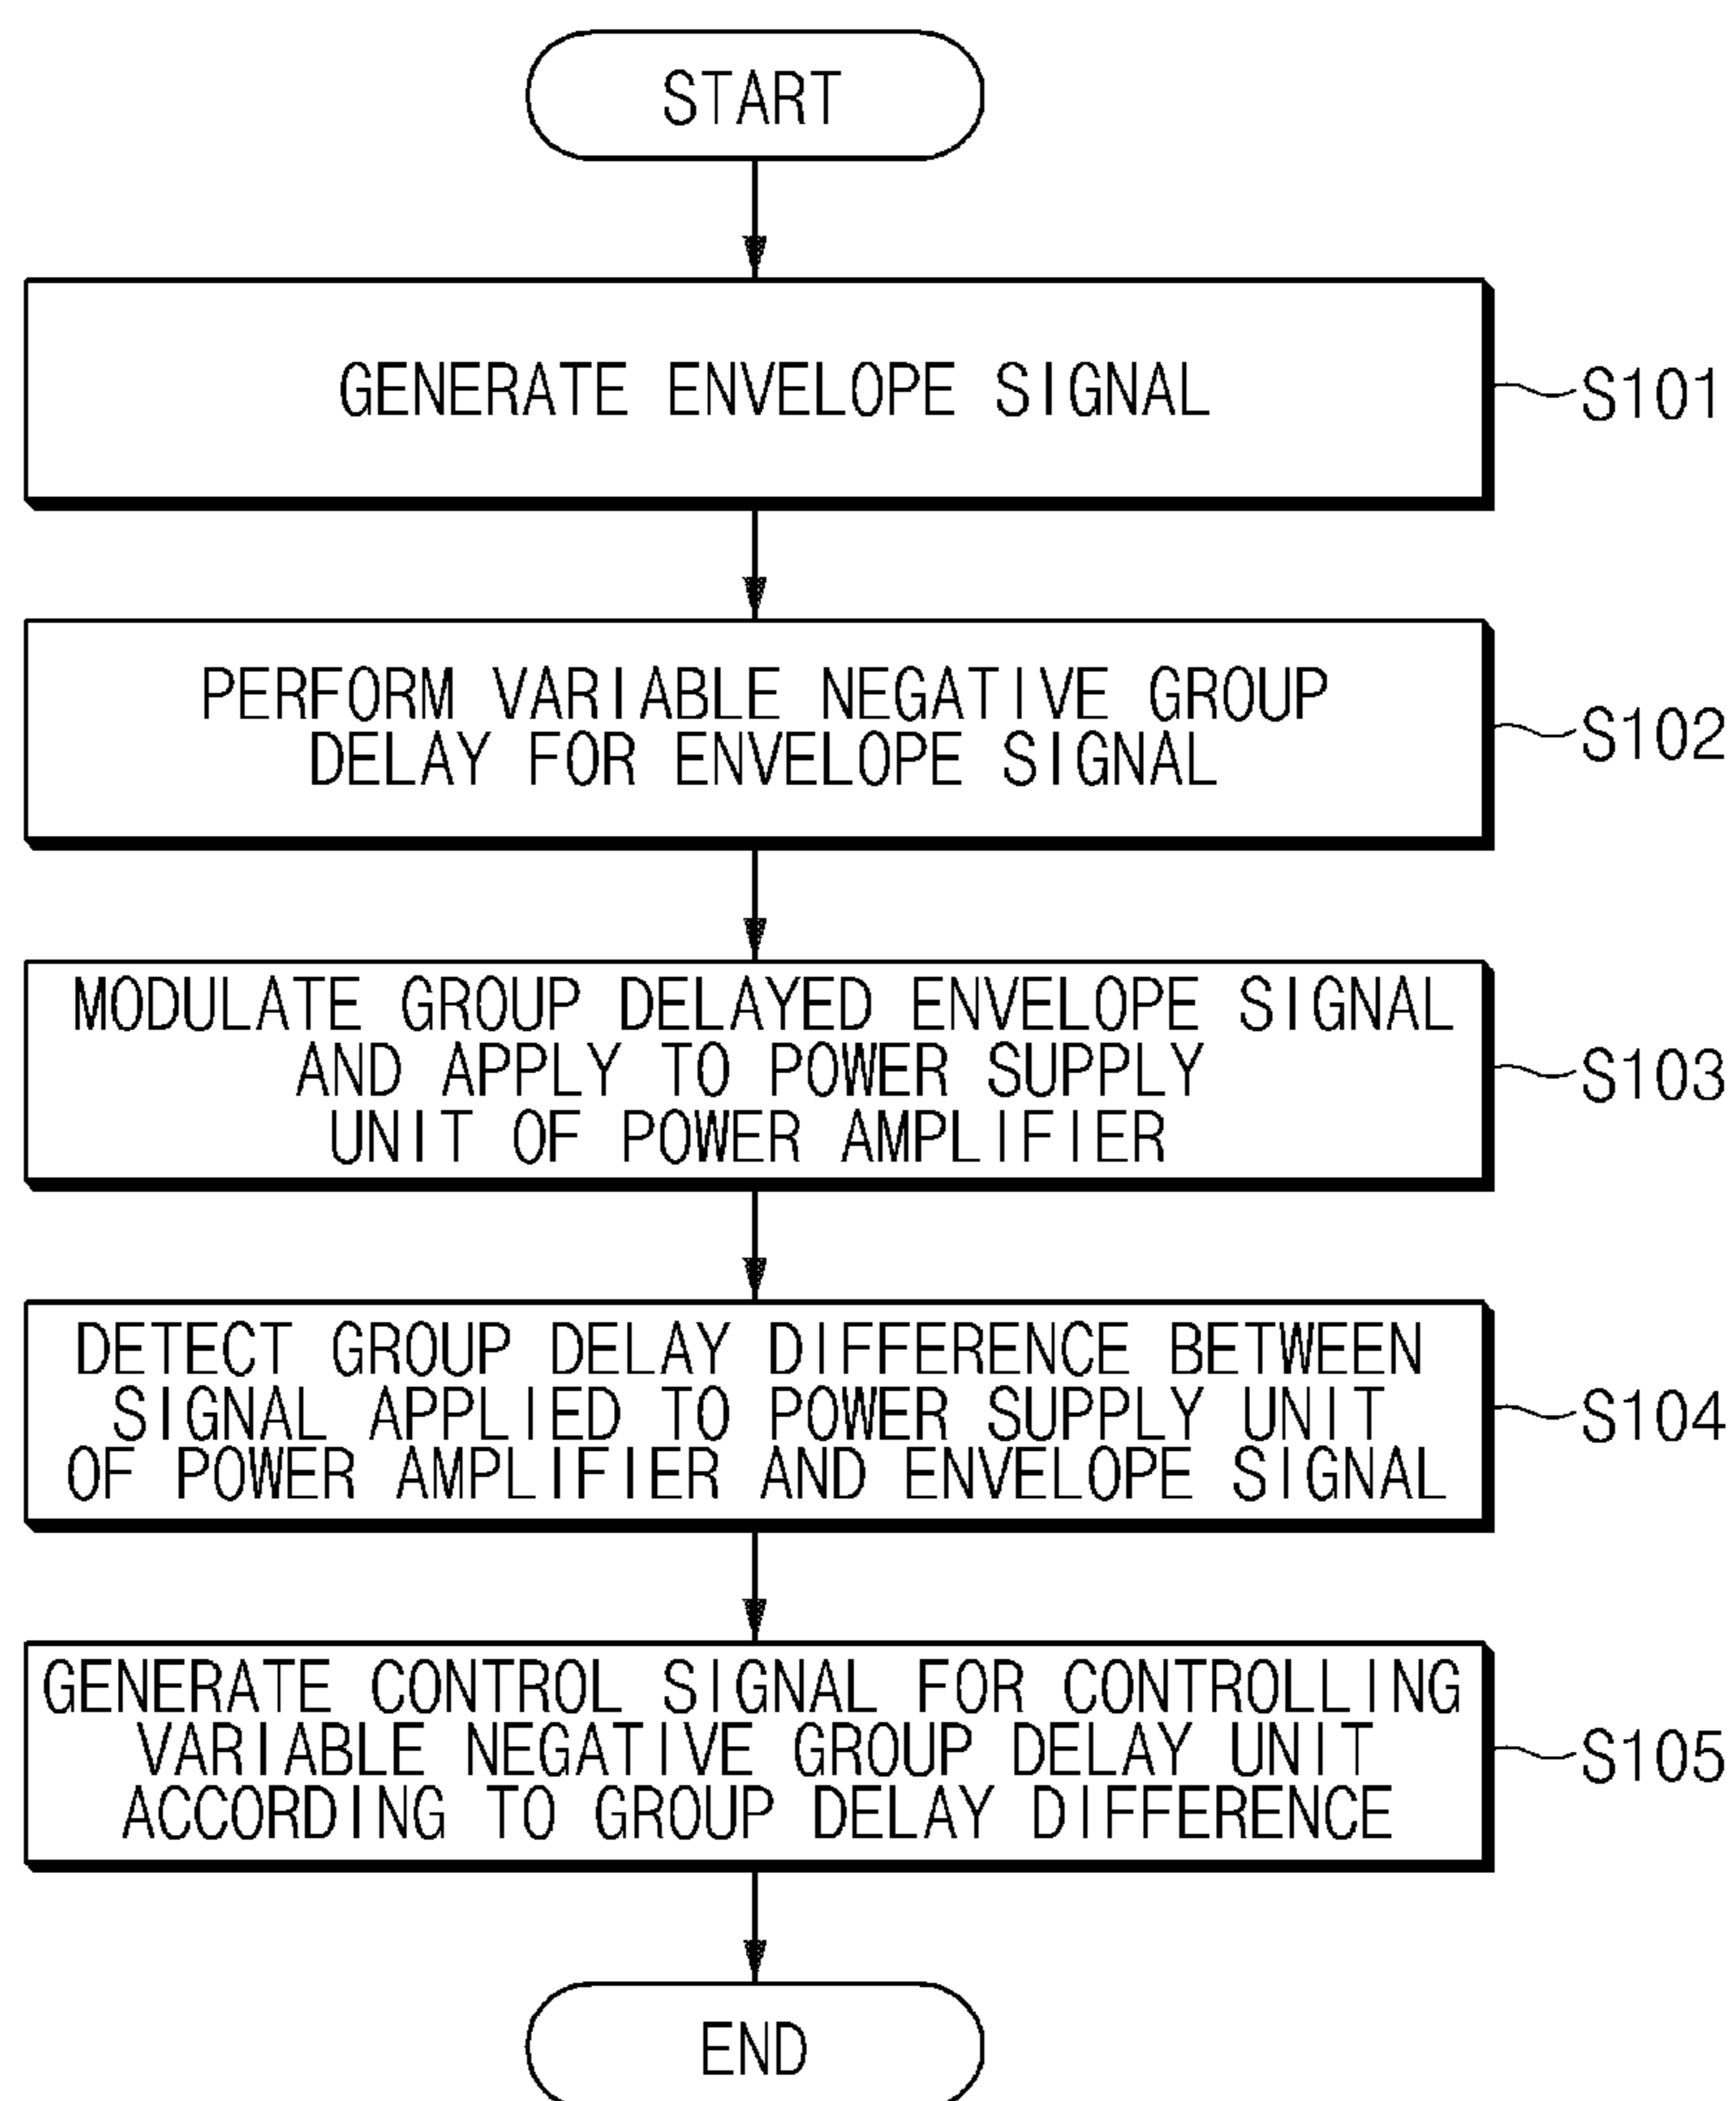 START
GENERATE ENVELOPE SIGNAL
S101
PERFORM VARIABLE NEGATIVE GROUP
DELAY FOR ENVELOPE SIGNAL
S102
MODULATE GROUP DELAYED ENVELOPE SIGNAL
AND APPLY TO POWER SUPPLY
UNIT OF POWER AMPLIFIER
S103
DETECT GROUP DELAY DIFFERENCE BETWEEN
SIGNAL APPLIED TO POWER SUPPLY UNIT
OF POWER AMPLIFIER AND ENVELOPE SIGNAL
S104
GENERATE CONTROL SIGNAL FOR CONTROLLING
VARIABLE NEGATIVE GROUP DELAY UNIT
ACCORDING TO GROUP DELAY DIFFERENCE
S105
END